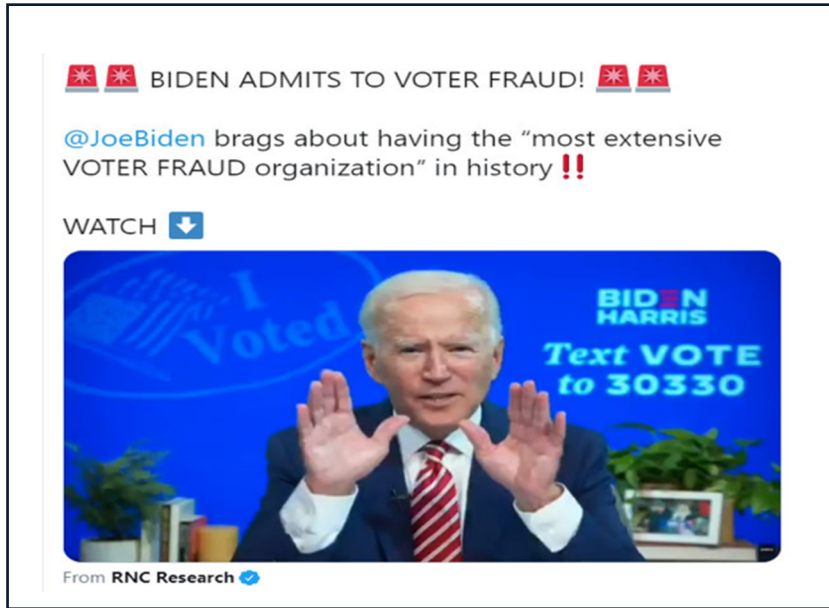 🚨🚨 BIDEN ADMITS TO VOTER FRAUD! 🚨🚨
@JoeBiden brags about having the “most extensive
VOTER FRAUD organization” in history‼
WATCH ⬇
I
Voted
BIDEN
HARRIS
Text VOTE
to 30330
From RNC Research